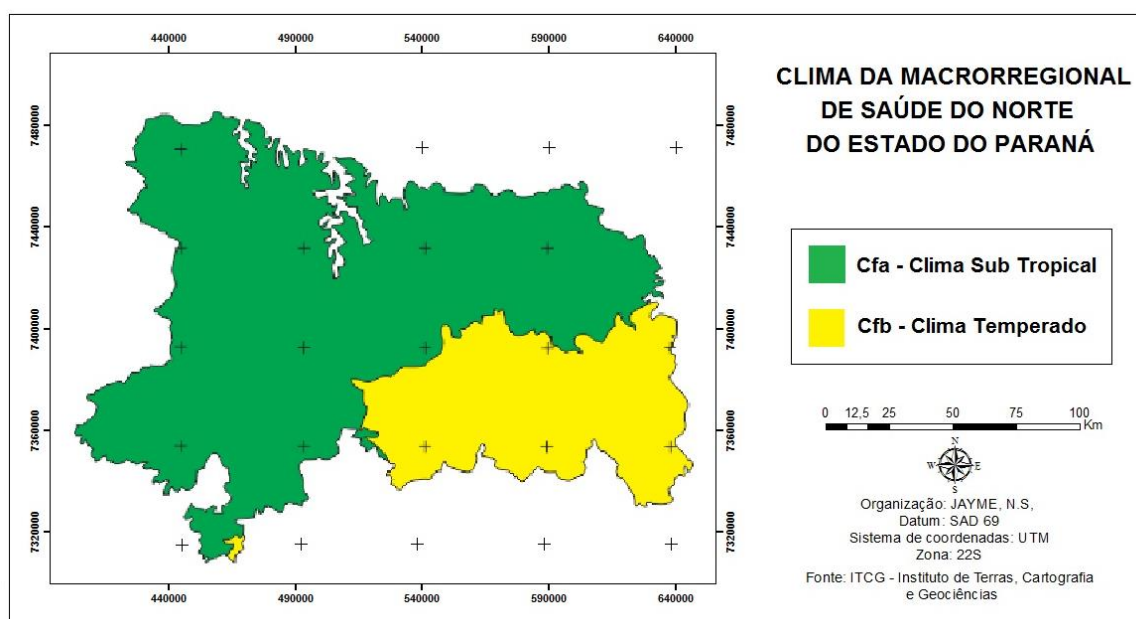 CLIMA DA MACRORREGIONAL
DE SAÚDE DO NORTE
DO ESTADO DO PARANÁ
440000 490000 540000 590000 640000
7480000 7480000
7440000 7440000
7400000 7400000
7360000 7360000
7320000 7320000
440000 490000 540000 590000 640000
Cfa - Clima Sub Tropical
Cfb - Clima Temperado
0 12,5 25 50 75 100
Km
N
W E
S
Organização: JAYME, N.S,
Datum: SAD 69
Sistema de coordenadas: UTM
Zona: 22S
Fonte: ITCG - Instituto de Terras, Cartografia
e Geociências